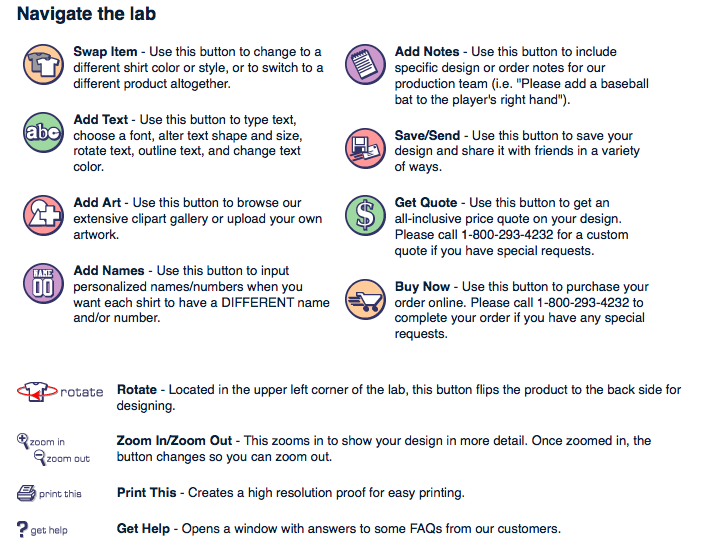 Navigate the lab
Swap Item - Use this button to change to a
different shirt color or style, or to switch to a
different product altogether.
abc
Add Text - Use this button to type text,
choose a font, alter text shape and size,
rotate text, outline text, and change text
color.
Add Art - Use this button to browse our
extensive clipart gallery or upload your own
artwork.
NAME
00
Add Names - Use this button to input
personalized names/numbers when you
want each shirt to have a DIFFERENT name
and/or number.
Add Notes - Use this button to include
specific design or order notes for our
production team (i.e. "Please add a baseball
bat to the player's right hand").
Save/Send - Use this button to save your
design and share it with friends in a variety
of ways.
$
Get Quote - Use this button to get an
all-inclusive price quote on your design.
Please call 1-800-293-4232 for a custom
quote if you have special requests.
Buy Now - Use this button to purchase your
order online. Please call 1-800-293-4232 to
complete your order if you have any special
requests.
rotate
Rotate - Located in the upper left corner of the lab, this button flips the product to the back side for
designing.
zoom in
zoom out
Zoom In/Zoom Out - This zooms in to show your design in more detail. Once zoomed in, the
button changes so you can zoom out.
print this
Print This - Creates a high resolution proof for easy printing.
? get help
Get Help - Opens a window with answers to some FAQs from our customers.